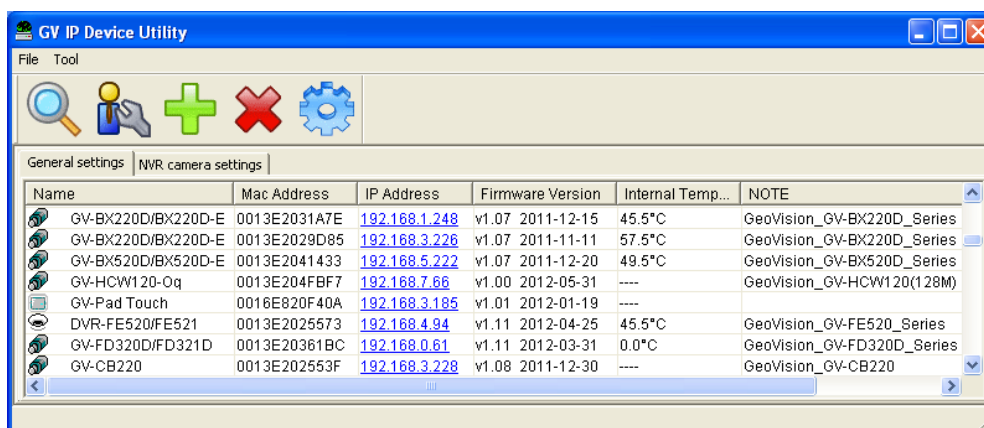 GV IP Device Utility
File Tool
General settings NVR camera settings
Name Mac Address IP Address Firmware Version Internal Temp... NOTE
GV-BX220D/BX220D-E 0013E2031A7E 192.168.1.248 v1.07 2011-12-15 45.5°C GeoVision_GV-BX220D_Series
GV-BX220D/BX220D-E 0013E2029D85 192.168.3.226 v1.07 2011-11-11 57.5°C GeoVision_GV-BX220D_Series
GV-BX520D/BX520D-E 0013E2041433 192.168.5.222 v1.07 2011-12-20 49.5°C GeoVision_GV-BX520D_Series
GV-HCW120-Oq 0013E204FBF7 192.168.7.66 v1.00 2012-05-31 ---- GeoVision_GV-HCW120(128M)
GV-Pad Touch 0016E820F40A 192.168.3.185 v1.01 2012-01-19 ----
DVR-FE520/FE521 0013E2025573 192.168.4.94 v1.11 2012-04-25 45.5°C GeoVision_GV-FE520_Series
GV-FD320D/FD321D 0013E20361BC 192.168.0.61 v1.11 2012-03-31 0.0°C GeoVision_GV-FD320D_Series
GV-CB220 0013E202553F 192.168.3.228 v1.08 2011-12-30 ---- GeoVision_GV-CB220